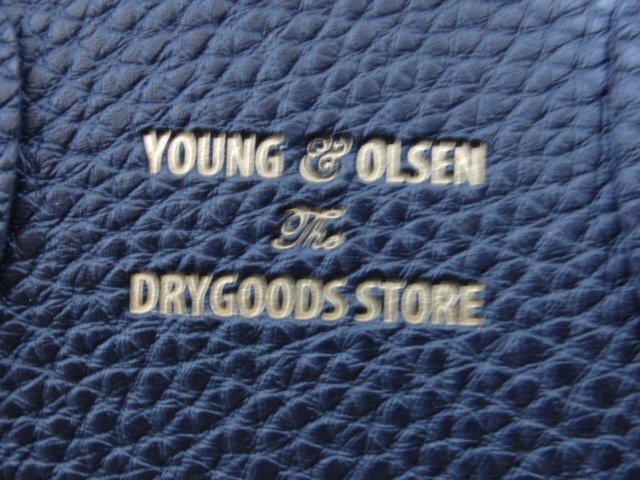 YOUNG & OLSEN
The
DRYGOODS STORE